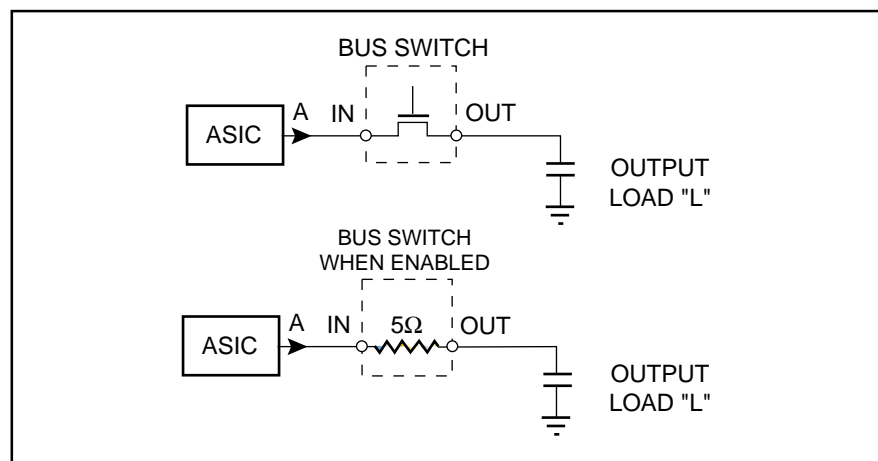 BUS SWITCH
A IN OUT
ASIC
OUTPUT
LOAD "L"
BUS SWITCH
WHEN ENABLED
A IN 5Ω OUT
ASIC
OUTPUT
LOAD "L"